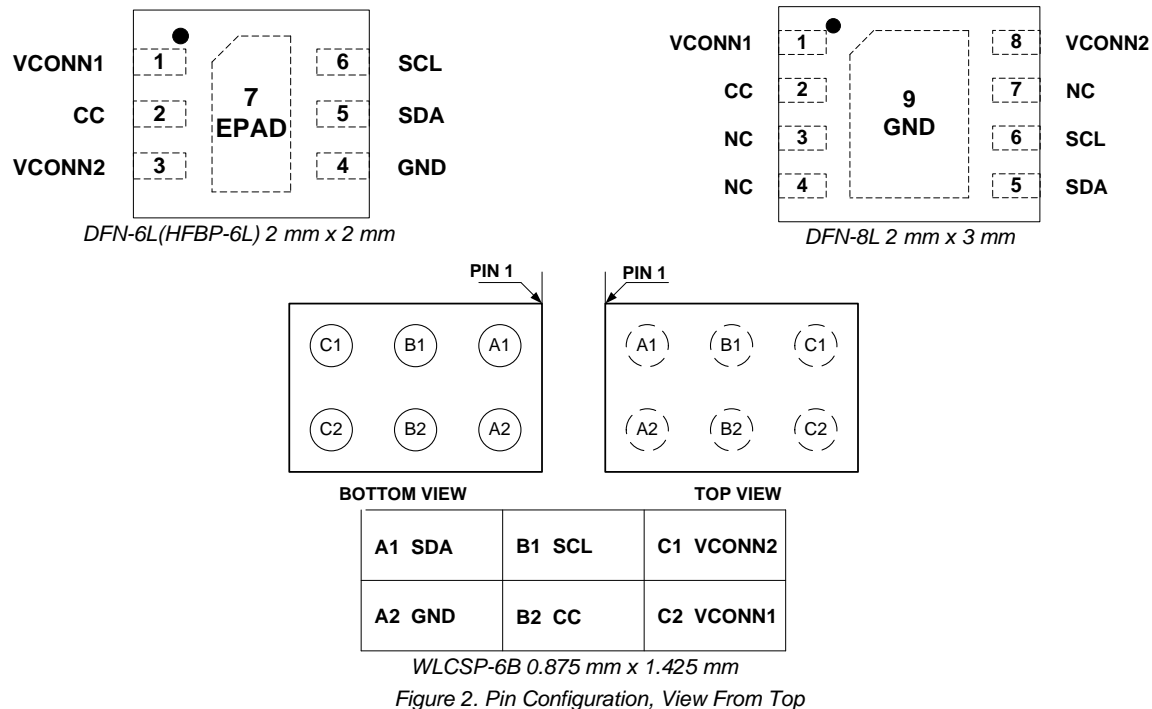 VCONN1 1 6 SCL
CC 2 5 SDA
VCONN2 3 4 GND
7
EPAD
DFN-6L(HFBP-6L) 2 mm x 2 mm
VCONN1 1 8 VCONN2
CC 2 7 NC
NC 3 6 SCL
NC 4 5 SDA
9
GND
DFN-8L 2 mm x 3 mm
PIN 1
C1 B1 A1
C2 B2 A2
BOTTOM VIEW
PIN 1
A1 B1 C1
A2 B2 C2
TOP VIEW
A1 SDA B1 SCL C1 VCONN2
A2 GND B2 CC C2 VCONN1
WLCSP-6B 0.875 mm x 1.425 mm
Figure 2. Pin Configuration, View From Top